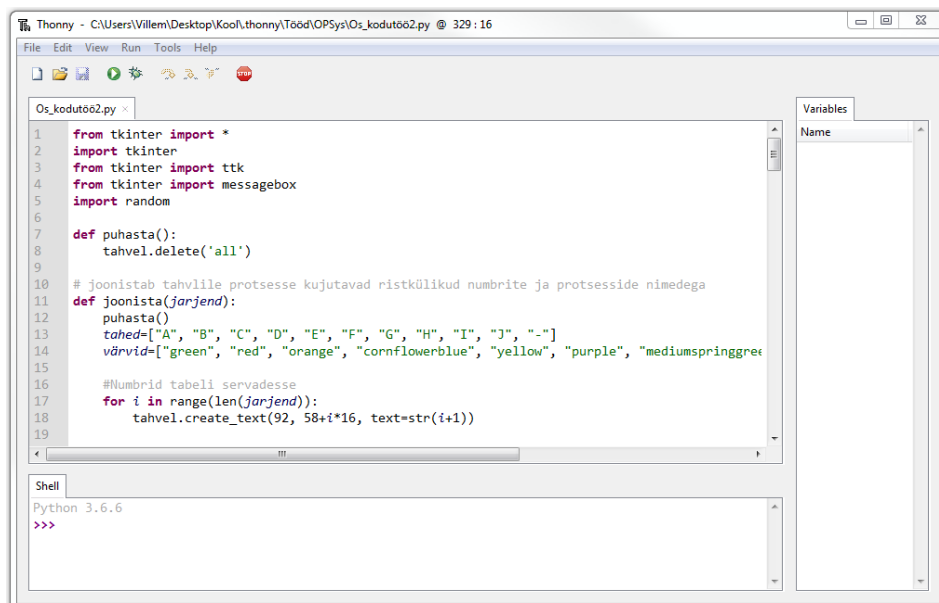 Thonny - C:\Users\Villem\Desktop\Kool\.thonny\Tööd\OPSys\Os_kodutöö2.py @ 329 : 16
File Edit View Run Tools Help
STOP
Os_kodutöö2.py ×
1 from tkinter import *
2 import tkinter
3 from tkinter import ttk
4 from tkinter import messagebox
5 import random
6
7 def puhasta():
8     tahvel.delete('all')
9
10 # joonistab tahvlile protsesse kujutavad ristkülikud numbrite ja protsesside nimedega
11 def joonista(jarjend):
12     puhasta()
13     tahed=["A", "B", "C", "D", "E", "F", "G", "H", "I", "J", "-"]
14     värvid=["green", "red", "orange", "cornflowerblue", "yellow", "purple", "mediumspringgree
15
16     #Numbrid tabeli servadesse
17     for i in range(len(jarjend)):
18         tahvel.create_text(92, 58+i*16, text=str(i+1))
19
Variables
Name
Shell
Python 3.6.6
>>>